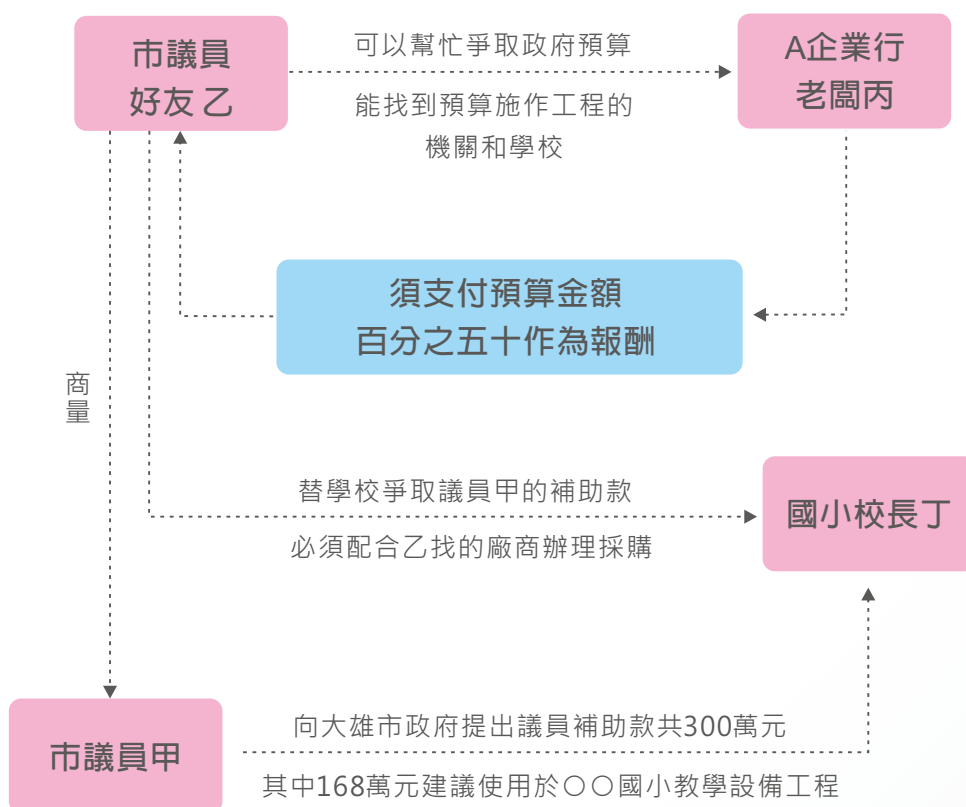 市議員
好友 乙
可以幫忙爭取政府預算
能找到預算施作工程的
機關和學校
A企業行
老闆丙
須支付預算金額
百分之五十作為報酬
商量
替學校爭取議員甲的補助款
必須配合乙找的廠商辦理採購
國小校長丁
市議員甲
向大雄市政府提出議員補助款共300萬元
其中168萬元建議使用於○○國小教學設備工程